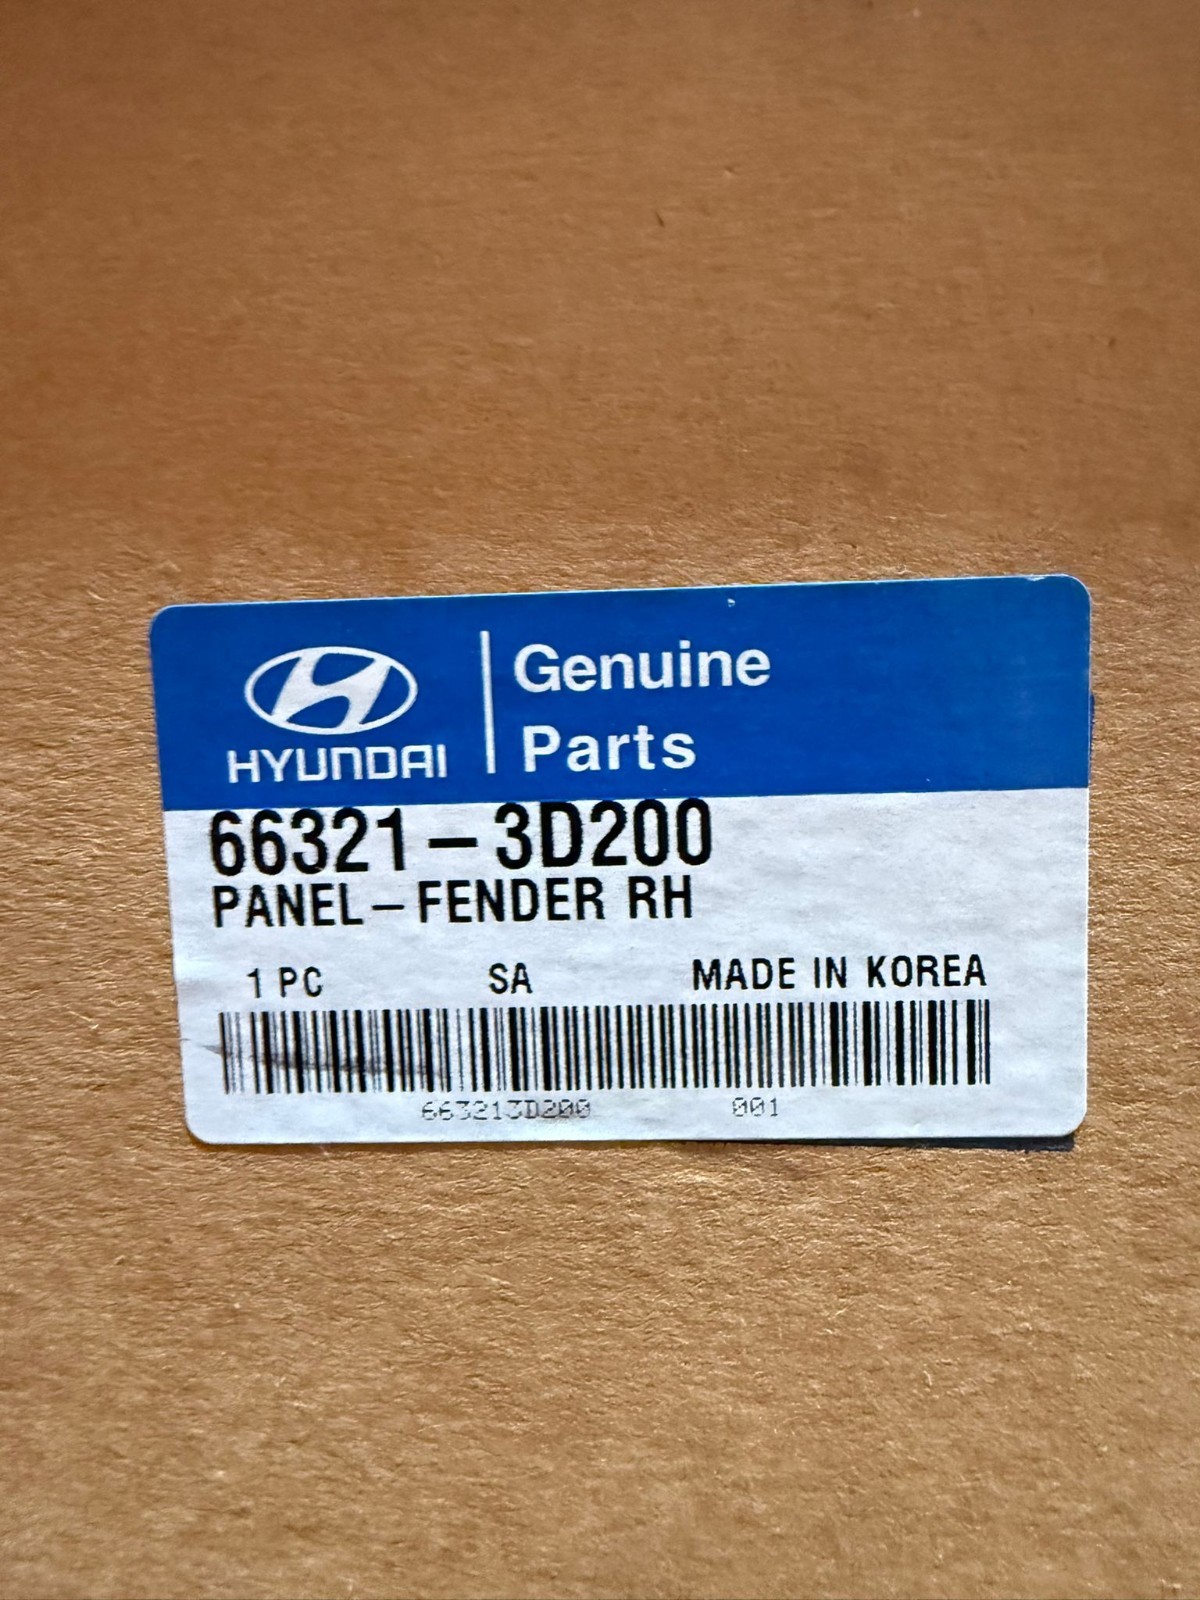 HYUNDAI
Genuine
Parts
66321-3D200
PANEL-FENDER RH
1 PC SA MADE IN KOREA
663213D200 001